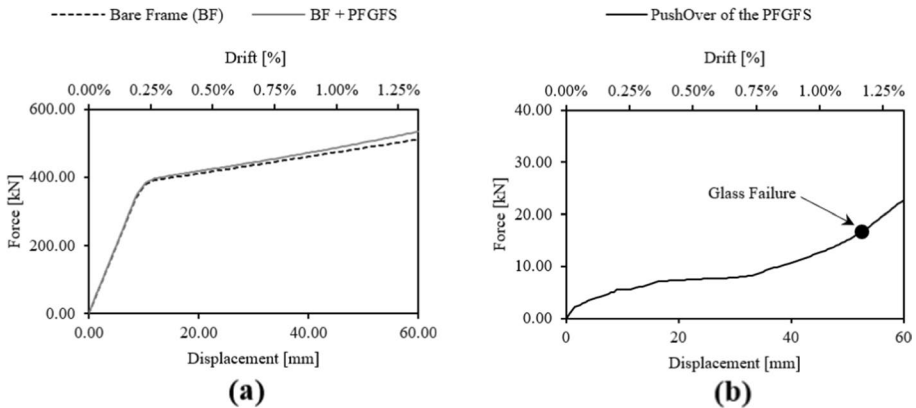 Bare Frame (BF) BF + PFGFS
Drift [%]
0.00% 0.25% 0.50% 0.75% 1.00% 1.25%
600.00
400.00
200.00
0.00
Force [kN]
0.00 20.00 40.00 60.00
Displacement [mm]
(a)
PushOver of the PFGFS
Drift [%]
0.00% 0.25% 0.50% 0.75% 1.00% 1.25%
40.00
30.00
20.00
10.00
0.00
Force [kN]
Glass Failure
0 20 40 60
Displacement [mm]
(b)